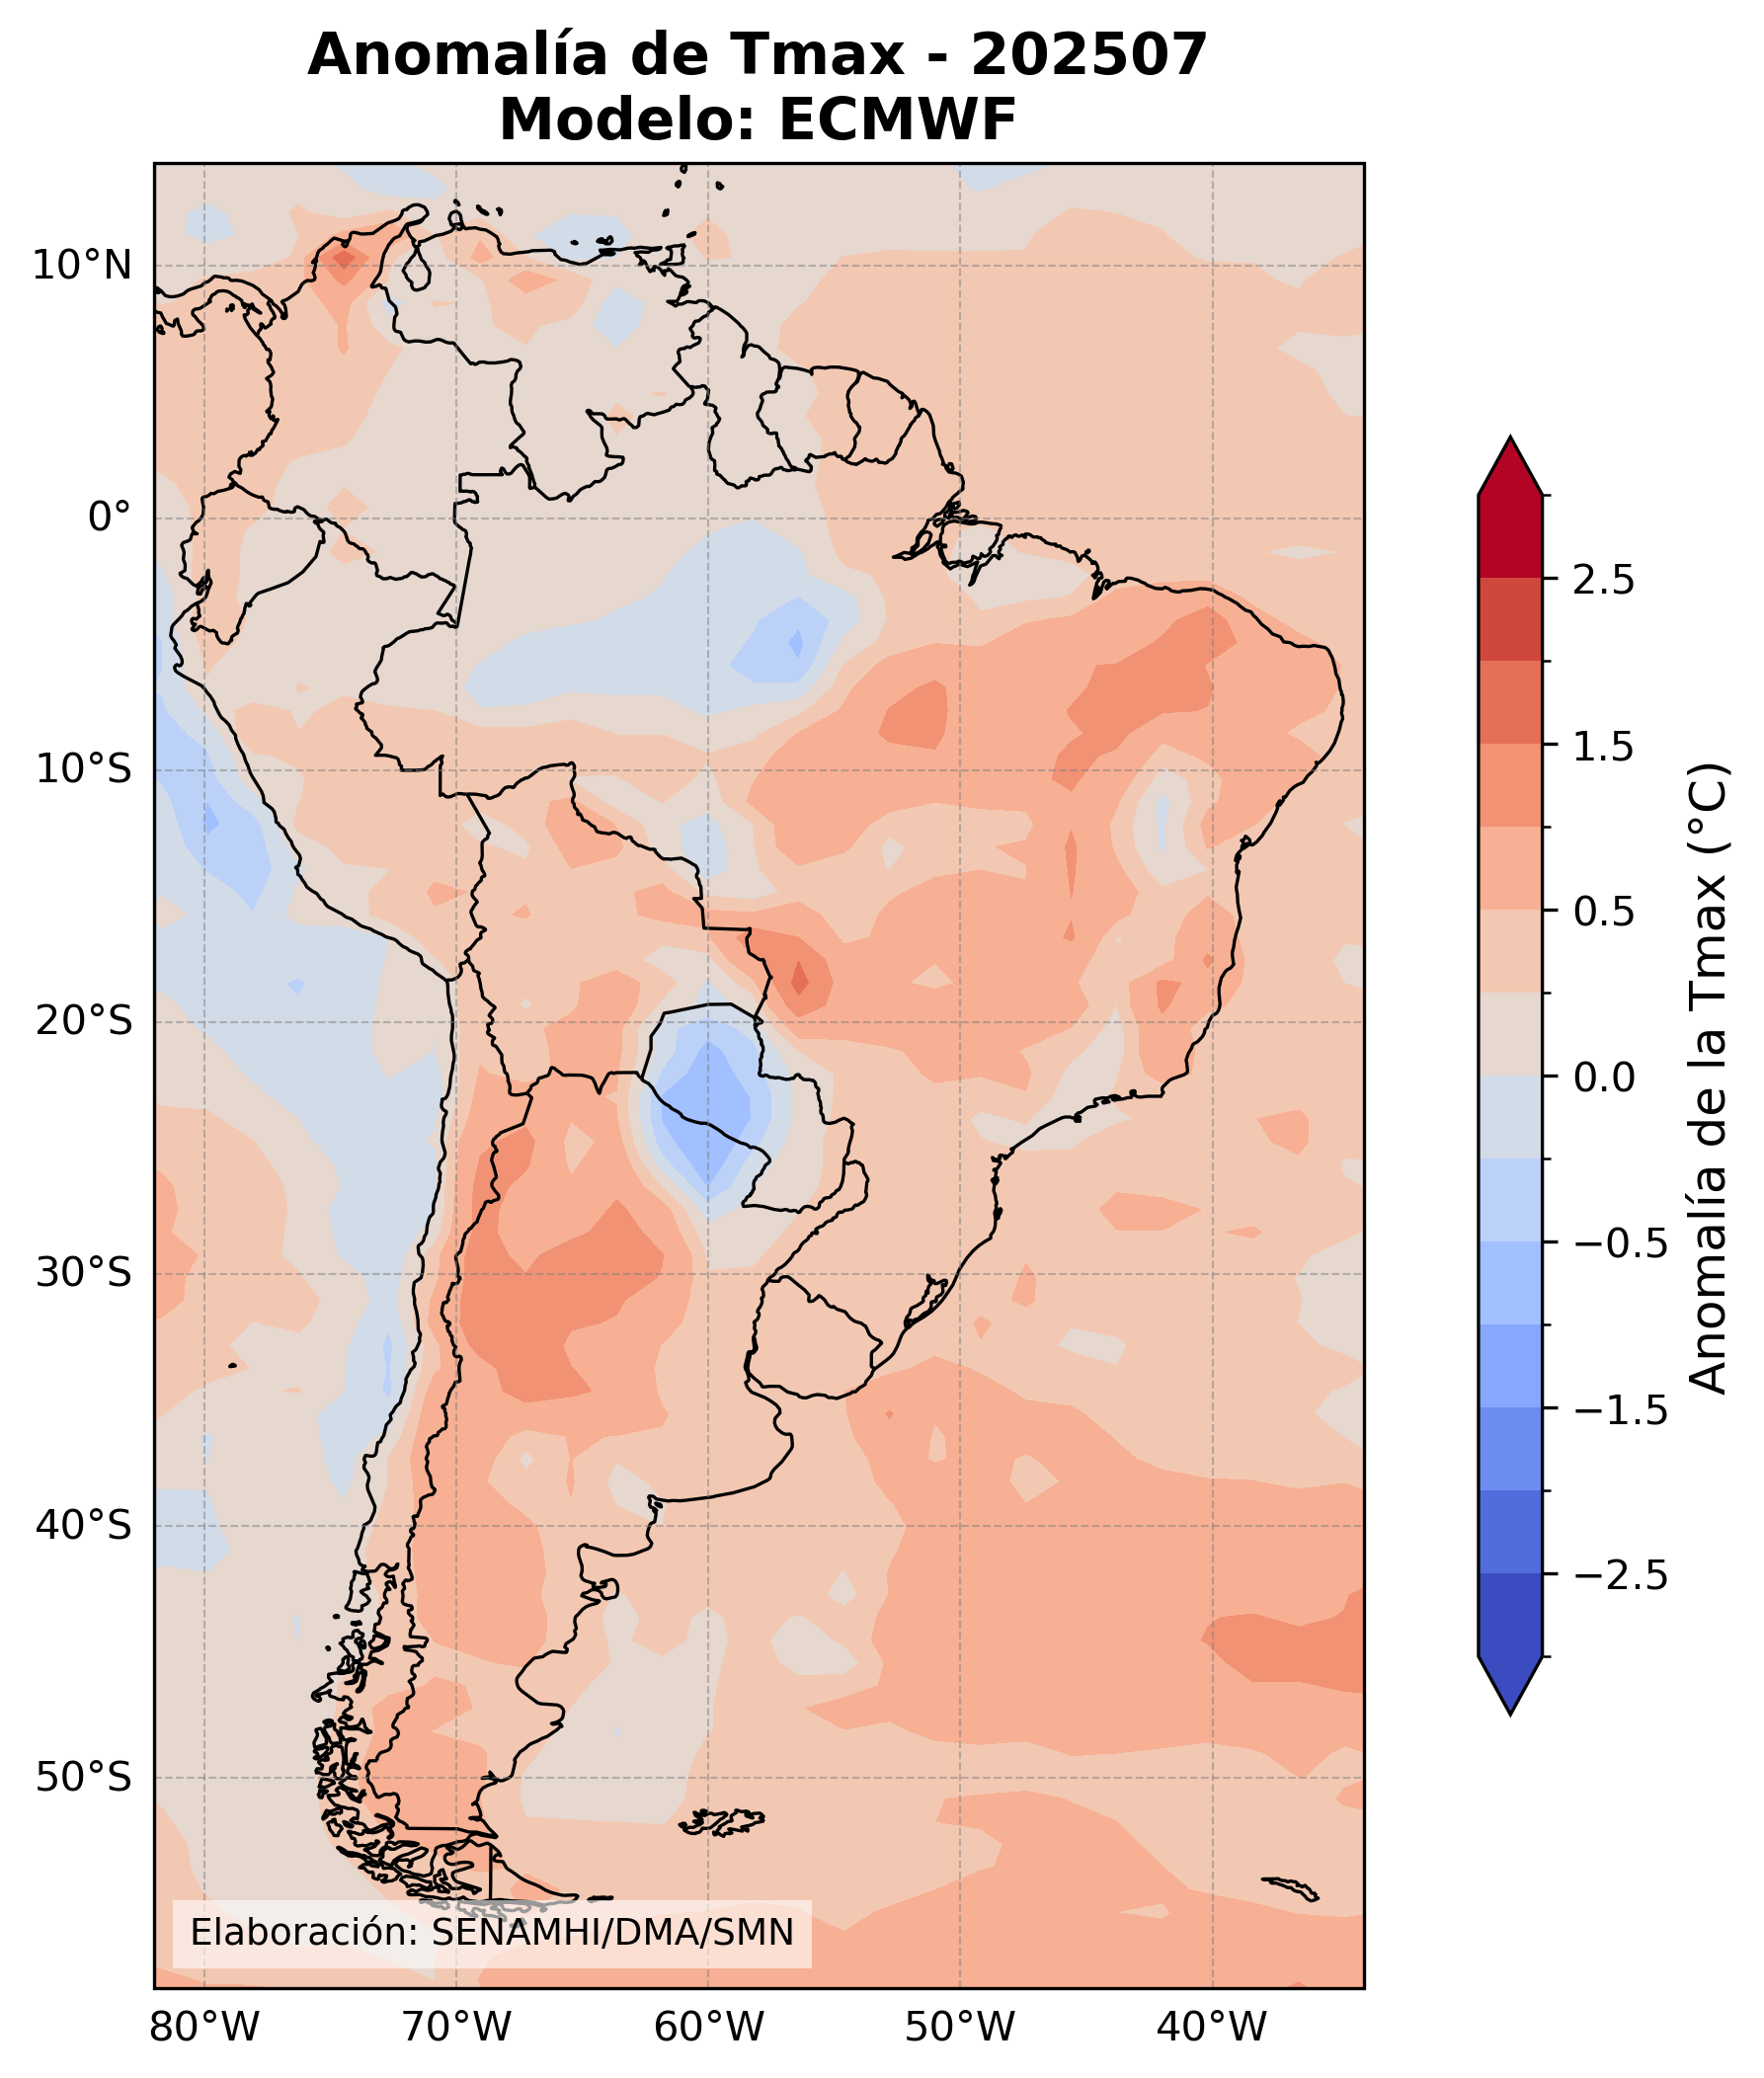 Anomalía de Tmax - 202507
Modelo: ECMWF
10°N
0°
10°S
20°S
30°S
40°S
50°S
80°W
70°W
60°W
50°W
40°W
Elaboración: SENAMHI/DMA/SMN
2.5
1.5
0.5
0.0
−0.5
−1.5
−2.5
Anomalía de la Tmax (°C)